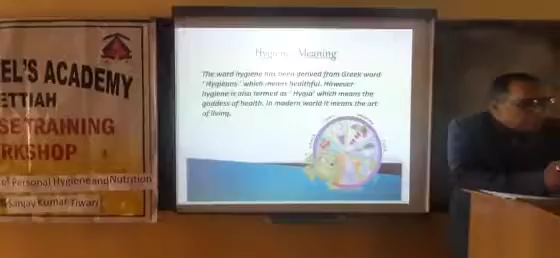 EL'S ACADEMY
ETTIAH
SE TRAINING
RKSHOP
of Personal Hygiene and Nutrition
Sanjay Kumar Tiwari
Hygiene Meaning
The word hygiene has been derived from Greek word
which means healthful. However
hygiene is also termed as ' Hygia' which means the
goddess of health. In modern world it means the art
of living.